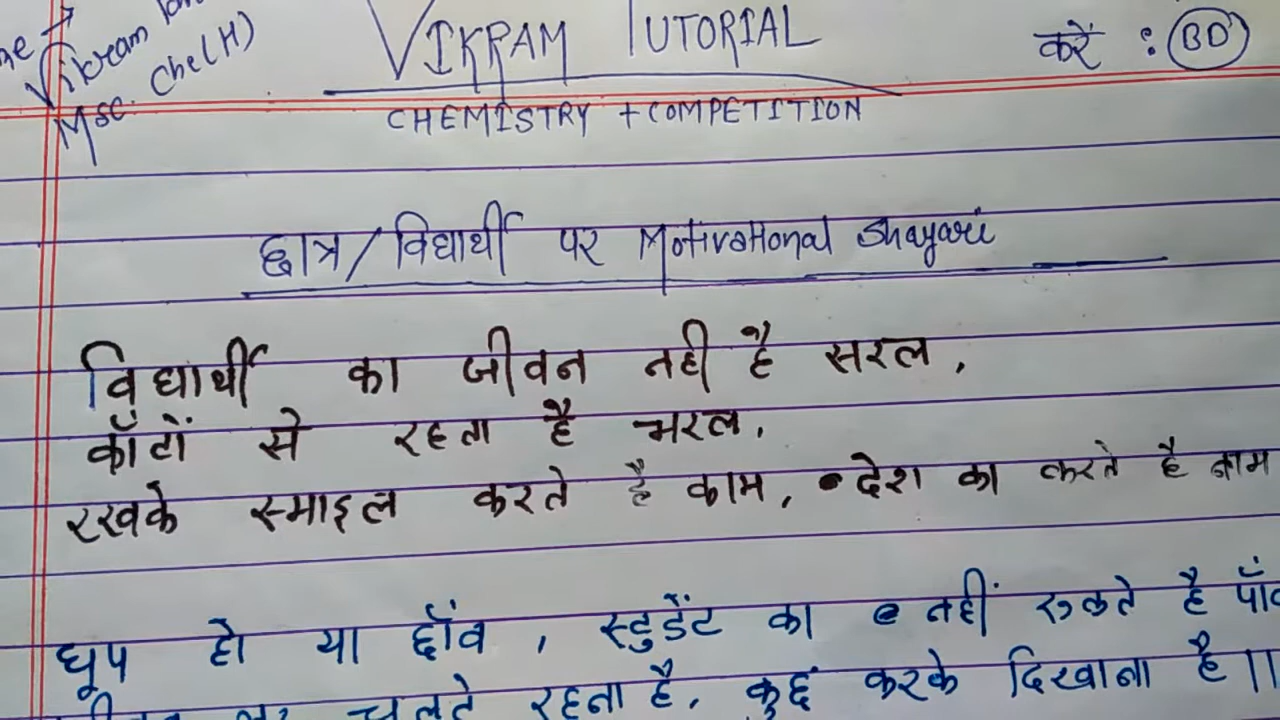 Vikram
Msc. Che(H)
VIKRAM TUTORIAL
करें : BD
CHEMISTRY + COMPETITION
छात्र/विद्यार्थी पर Motivational Shayari
विद्यार्थी का जीवन नही है सरल,
काँटों से रहता है भरल,
रखके स्माइल करते है काम, देश का करते है नाम
धूप हो या छाँव, स्टुडेंट का नहीं रुकते है पाँव
चलते रहना है, कुछ करके दिखाना है ||